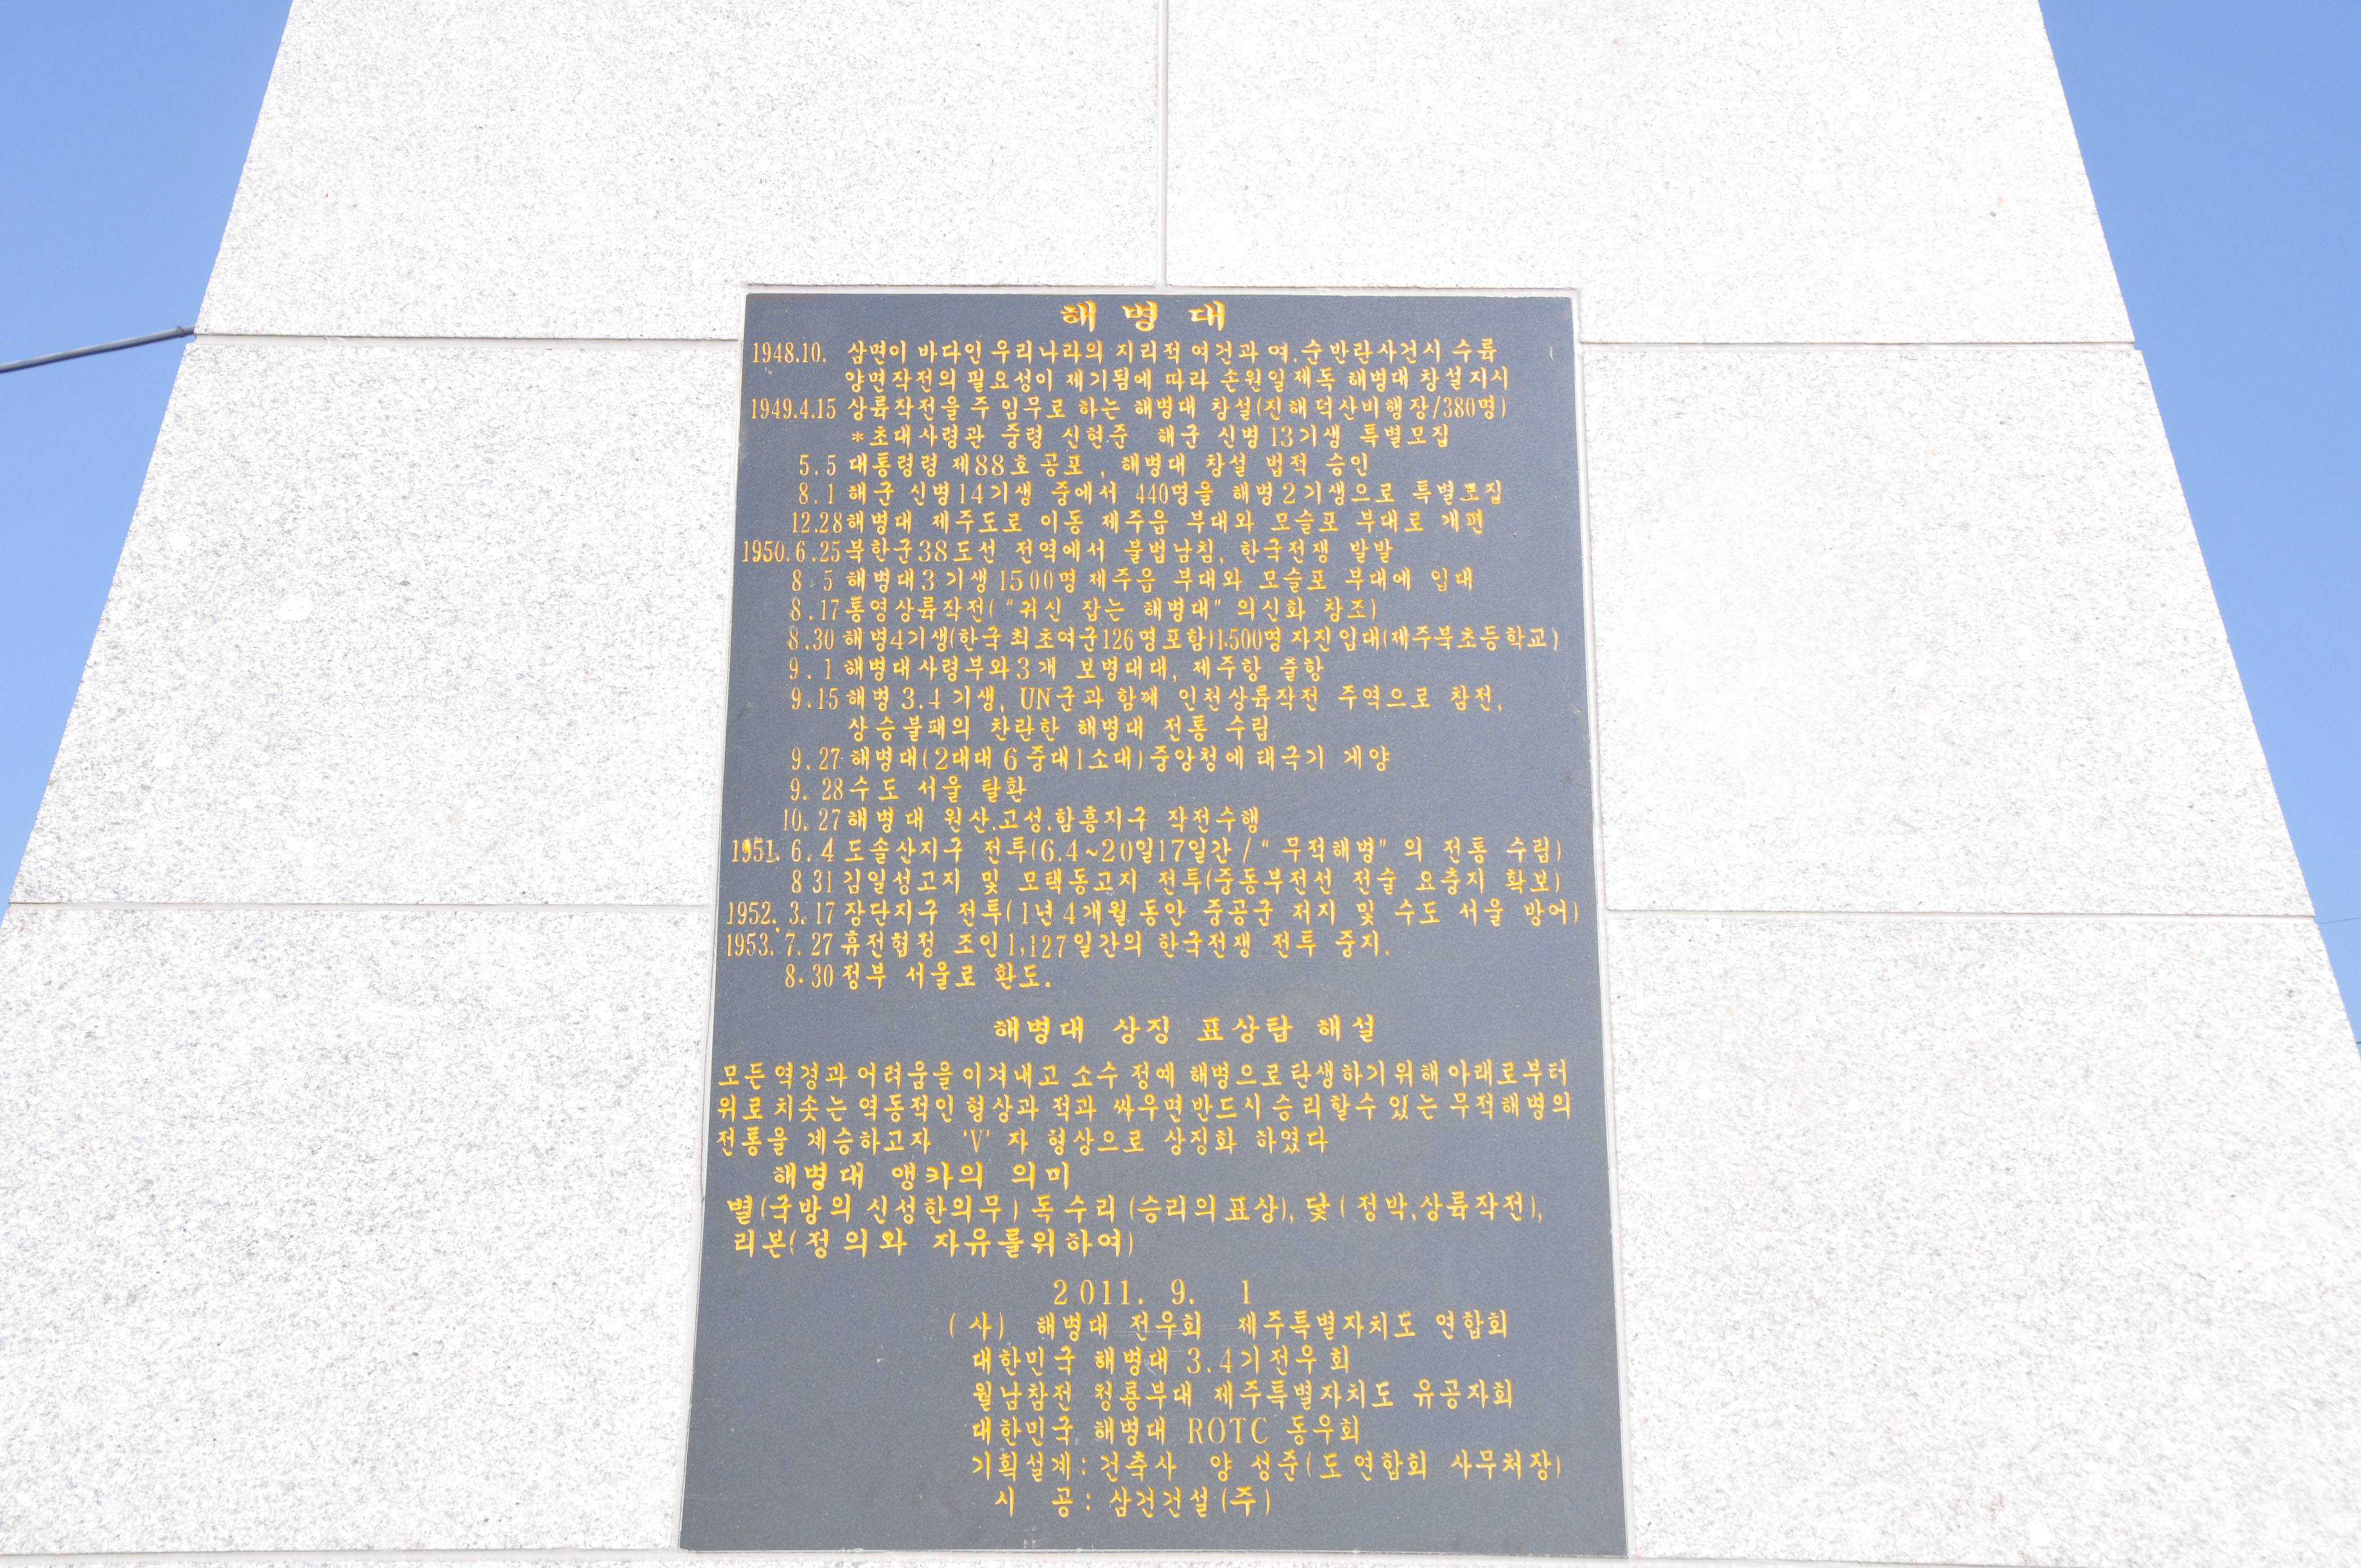 해병대
1948.10. 삼면이 바다인 우리나라의 지리적 여건과 여.순반란사건시 수륙
양면작전의 필요성이 제기됨에 따라 손원일제독 해병대 창설지시
1949.4.15 상륙작전을 주 임무로 하는 해병대 창설(진해덕산비행장/380명)
*초대사령관 중령 신현준 해군 신병13기생 특별모집
5.5 대통령령 제88호 공포, 해병대 창설 법적 승인
8.1 해군 신병14기생 중에서 440명을 해병2기생으로 특별모집
12.28 해병대 제주도로 이동 제주읍 부대와 모슬포 부대로 개편
1950.6.25 북한군38도선 전역에서 불법남침, 한국전쟁 발발
8.5 해병대3기생 1500명 제주읍 부대와 모슬포 부대에 입대
8.17 통영상륙작전("귀신 잡는 해병대"의신화 창조)
8.30 해병4기생(한국최초여군126명포함)1.500명 자진입대(제주북초등학교)
9.1 해병대사령부와3개 보병대대, 제주항 출항
9.15 해병3.4기생, UN군과 함께 인천상륙작전 주역으로 참전,
상승불패의 찬란한 해병대 전통 수립
9.27 해병대(2대대6중대1소대)중앙청에태극기 게양
9.28 수도 서울 탈환
10.27 해병대 원산.고성.함흥지구 작전수행
1951.6.4 도솔산지구 전투(6.4~20일17일간/"무적해병"의 전통 수립)
8 31 김일성고지 및 모택동고지 전투(중동부전선 전술 요충지 확보)
1952.3.17 장단지구 전투(1년4개월 동안 중공군 저지 및 수도 서울 방어)
1953.7.27 휴전협정 조인1,127일간의 한국전쟁 전투 중지.
8.30 정부 서울로 환도.
해병대 상징 표상탑 해설
모든역경과 어려움을이겨내고 소수 정예 해병으로탄생하기위해아래로부터
위로치솟는 역동적인형상과 적과 싸우면반드시승리할수 있는 무적해병의
전통을 계승하고자 'V'자 형상으로 상징화 하였다
해병대 앵카의 의미
별(국방의 신성한의무)독수리(승리의표상),닻(정박,상륙작전),
리본(정의와 자유를위하여)
2011. 9. 1
(사) 해병대 전우회 제주특별자치도 연합회
대한민국 해병대 3.4기전우회
월남참전 청룡부대 제주특별자치도 유공자회
대한민국 해병대 ROTC 동우회
기획설계:건축사 양성준(도연합회 사무처장)
시 공:삼건건설(주)